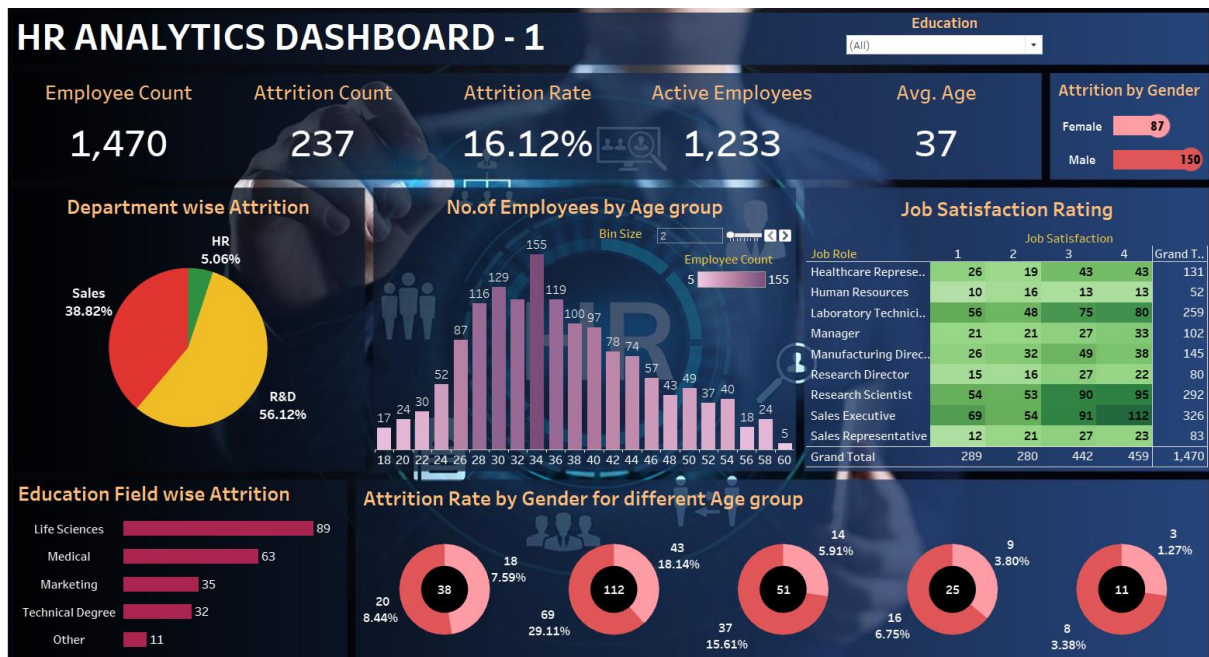 HR ANALYTICS DASHBOARD - 1
Education
(All)
Employee Count
1,470
Attrition Count
237
Attrition Rate
16.12%
Active Employees
1,233
Avg. Age
37
Attrition by Gender
Female 87
Male 150
Department wise Attrition
HR
5.06%
Sales
38.82%
R&D
56.12%
No.of Employees by Age group
Bin Size 2
Employee Count
5 155
17 24 30 52 87 116 129 155 119 100 97 78 74 57 43 49 37 40 18 24 5
18 20 22 24 26 28 30 32 34 36 38 40 42 44 46 48 50 52 54 56 58 60
HR
Job Satisfaction Rating
Job Satisfaction
Job Role 1 2 3 4 Grand T..
Healthcare Represe.. 26 19 43 43 131
Human Resources 10 16 13 13 52
Laboratory Technici.. 56 48 75 80 259
Manager 21 21 27 33 102
Manufacturing Direc.. 26 32 49 38 145
Research Director 15 16 27 22 80
Research Scientist 54 53 90 95 292
Sales Executive 69 54 91 112 326
Sales Representative 12 21 27 23 83
Grand Total 289 280 442 459 1,470
Education Field wise Attrition
Life Sciences 89
Medical 63
Marketing 35
Technical Degree 32
Other 11
Attrition Rate by Gender for different Age group
18
7.59%
38
20
8.44%
43
18.14%
112
69
29.11%
14
5.91%
51
37
15.61%
9
3.80%
25
16
6.75%
3
1.27%
11
8
3.38%